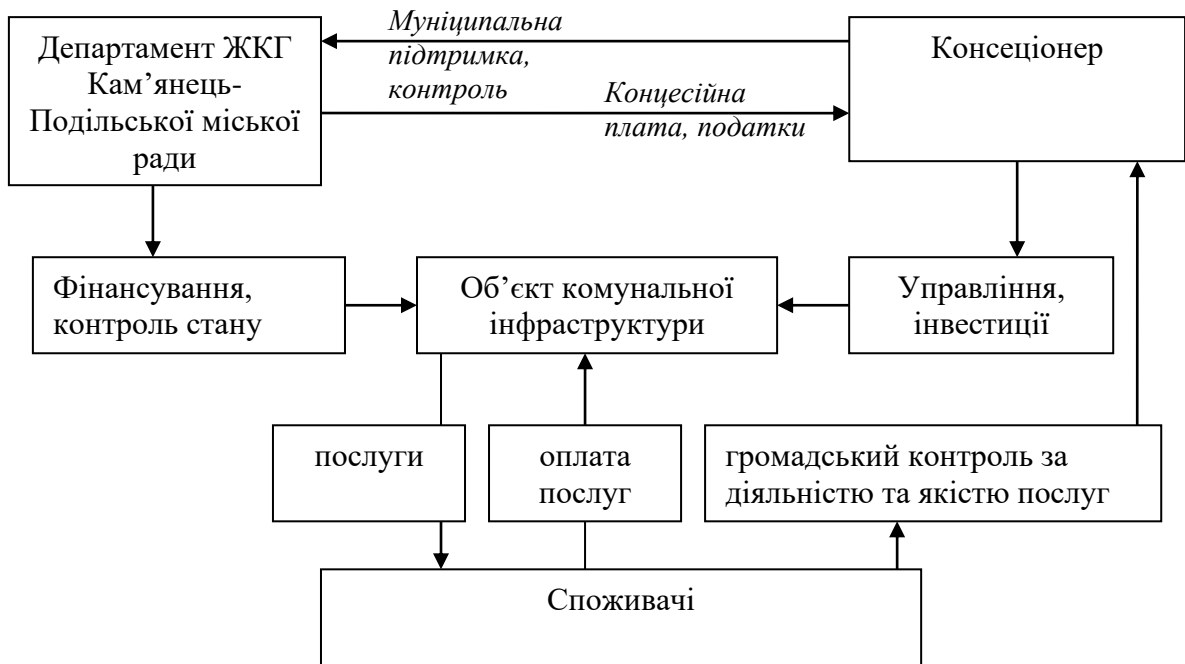 Департамент ЖКГ
Кам’янець-
Подільської міської
ради
Муніципальна
підтримка,
контроль
Концесійна
плата, податки
Консеціонер
Фінансування,
контроль стану
Об’єкт комунальної
інфраструктури
Управління,
інвестиції
послуги
оплата
послуг
громадський контроль за
діяльністю та якістю послуг
Споживачі